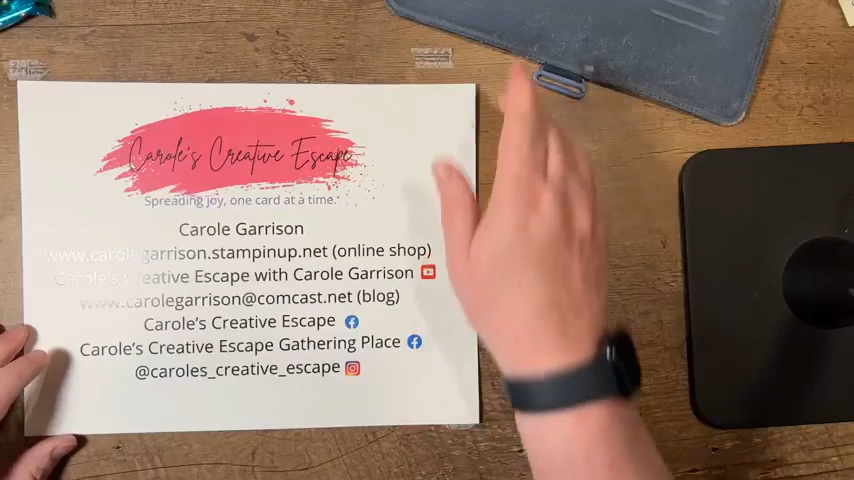 Carole's Creative Escape
Spreading joy, one card at a time.
Carole Garrison
www.carolegarrison.stampinup.net (online shop)
Carole's Creative Escape with Carole Garrison
www.carolegarrison@comcast.net (blog)
Carole's Creative Escape
Carole's Creative Escape Gathering Place
@caroles_creative_escape